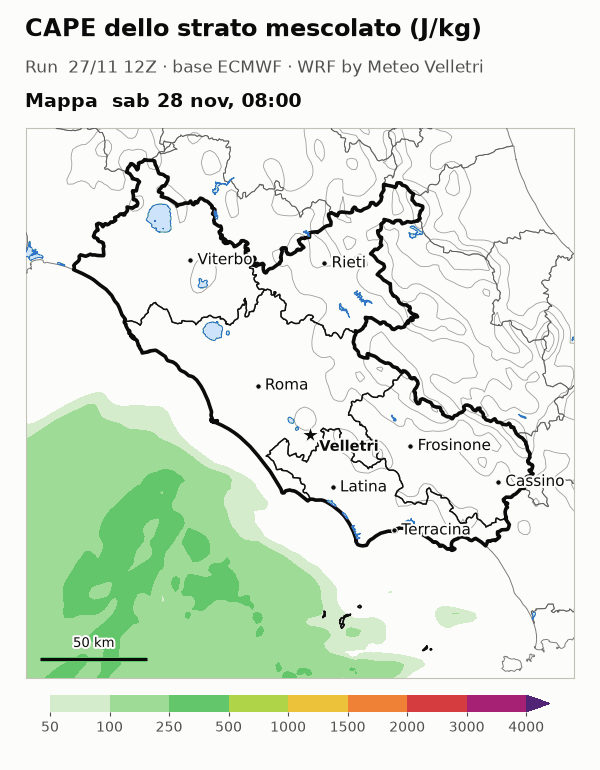 CAPE dello strato mescolato (J/kg)
Run  27/11 12Z · base ECMWF · WRF by Meteo Velletri
Mappa  sab 28 nov, 08:00
Viterbo
Rieti
Roma
Velletri
Frosinone
Latina
Cassino
Terracina
50 km
50 100 250 500 1000 1500 2000 3000 4000